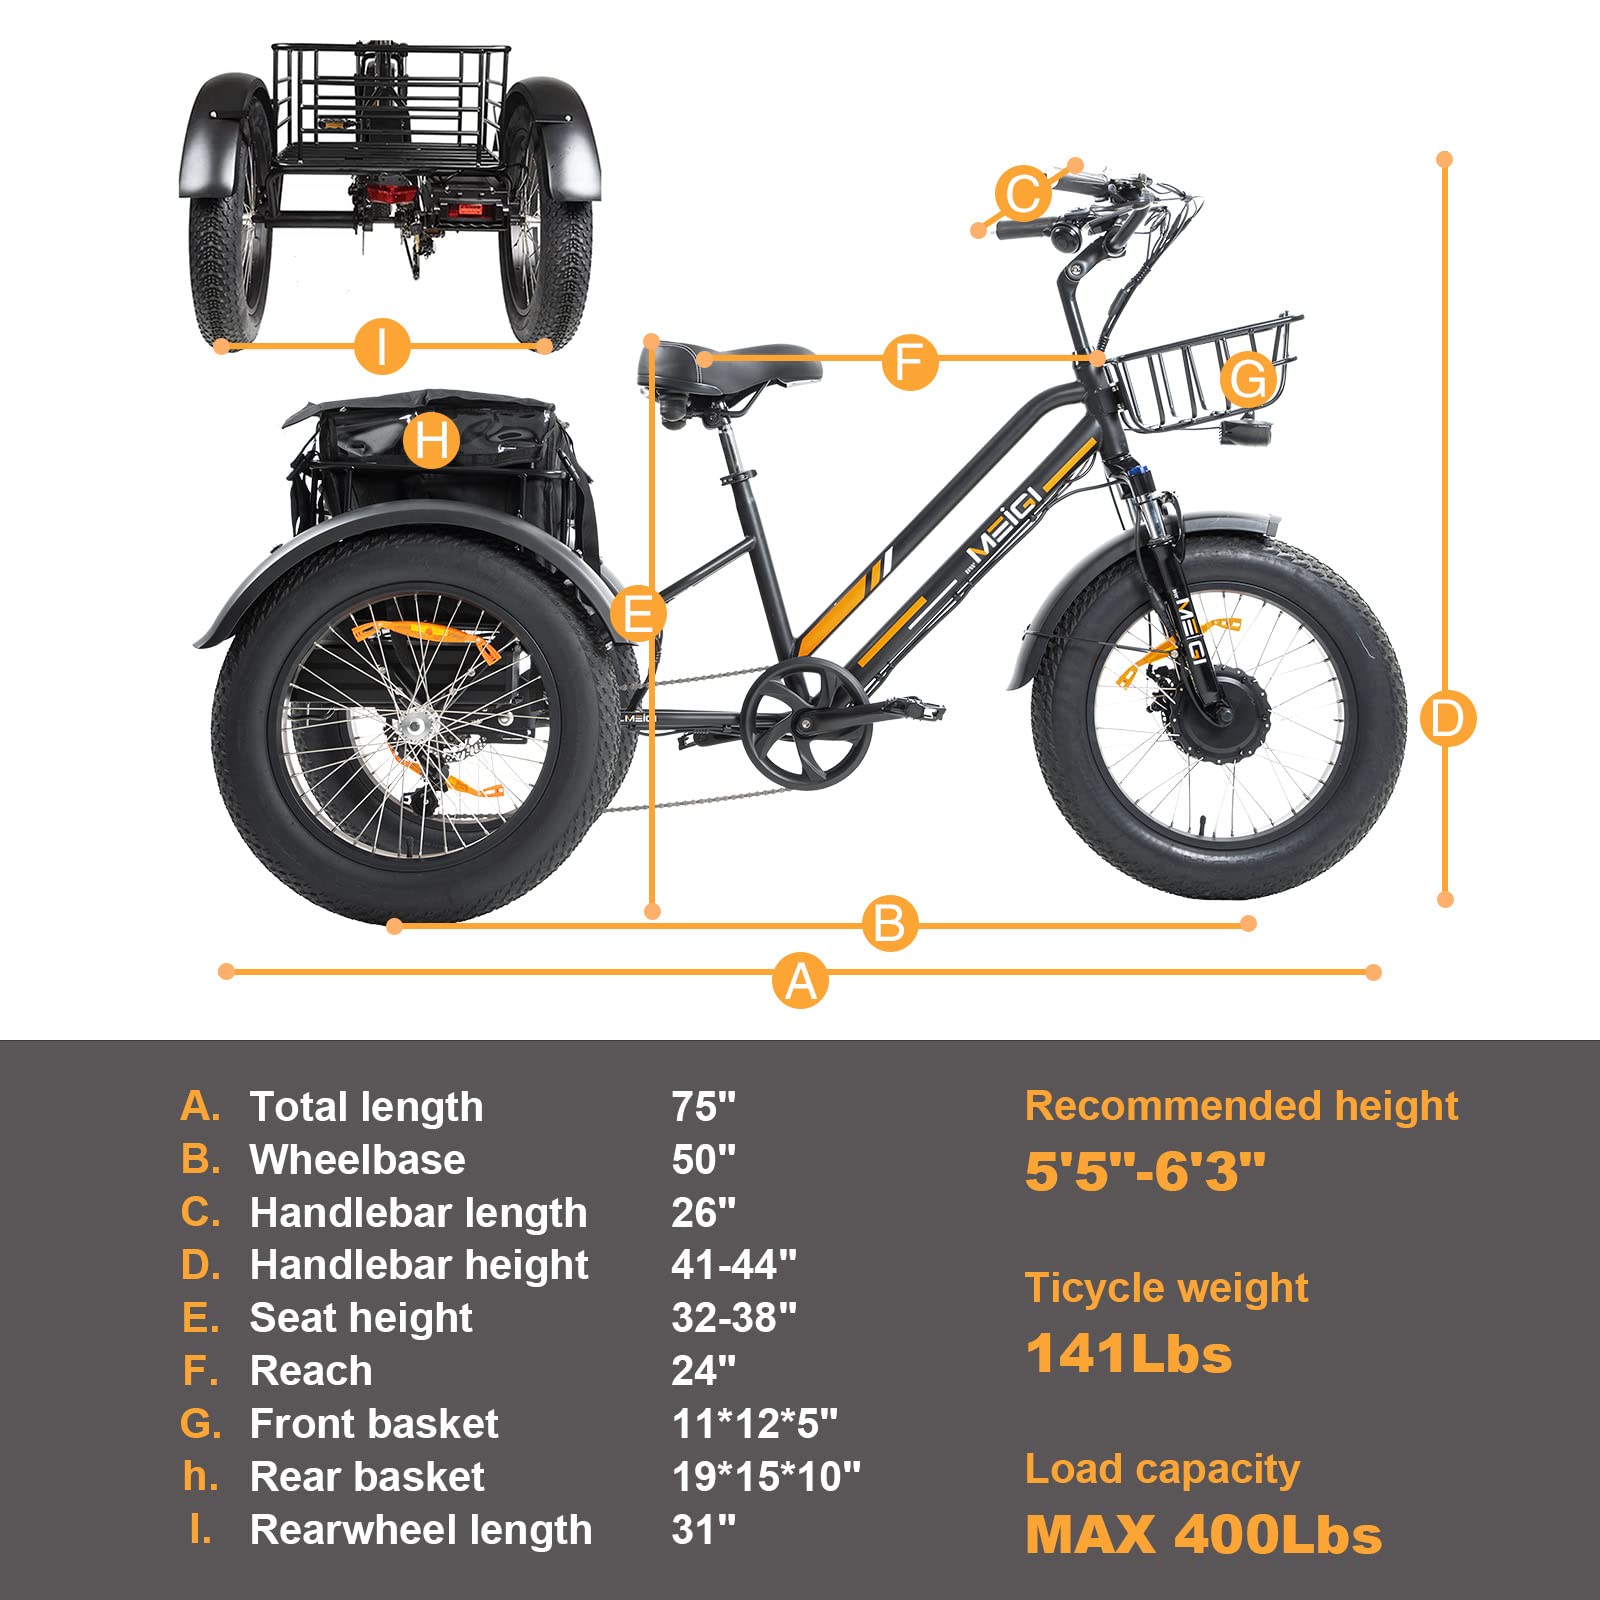 I
C
F
G
H
E
MEIGI
MEIGI
MEIGI
D
B
A
A. Total length 75"
B. Wheelbase 50"
C. Handlebar length 26"
D. Handlebar height 41-44"
E. Seat height 32-38"
F. Reach 24"
G. Front basket 11*12*5"
h. Rear basket 19*15*10"
I. Rearwheel length 31"
Recommended height
5'5"-6'3"
Ticycle weight
141Lbs
Load capacity
MAX 400Lbs